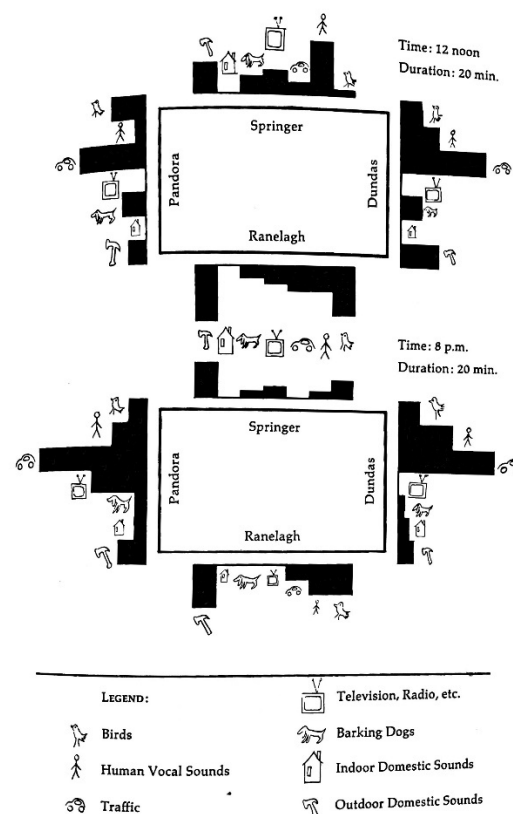 Time: 12 noon
Duration: 20 min.
Springer
Pandora
Dundas
Ranelagh
Time: 8 p.m.
Duration: 20 min.
Springer
Pandora
Dundas
Ranelagh
LEGEND:
Television, Radio, etc.
Birds
Barking Dogs
Human Vocal Sounds
Indoor Domestic Sounds
Traffic
Outdoor Domestic Sounds